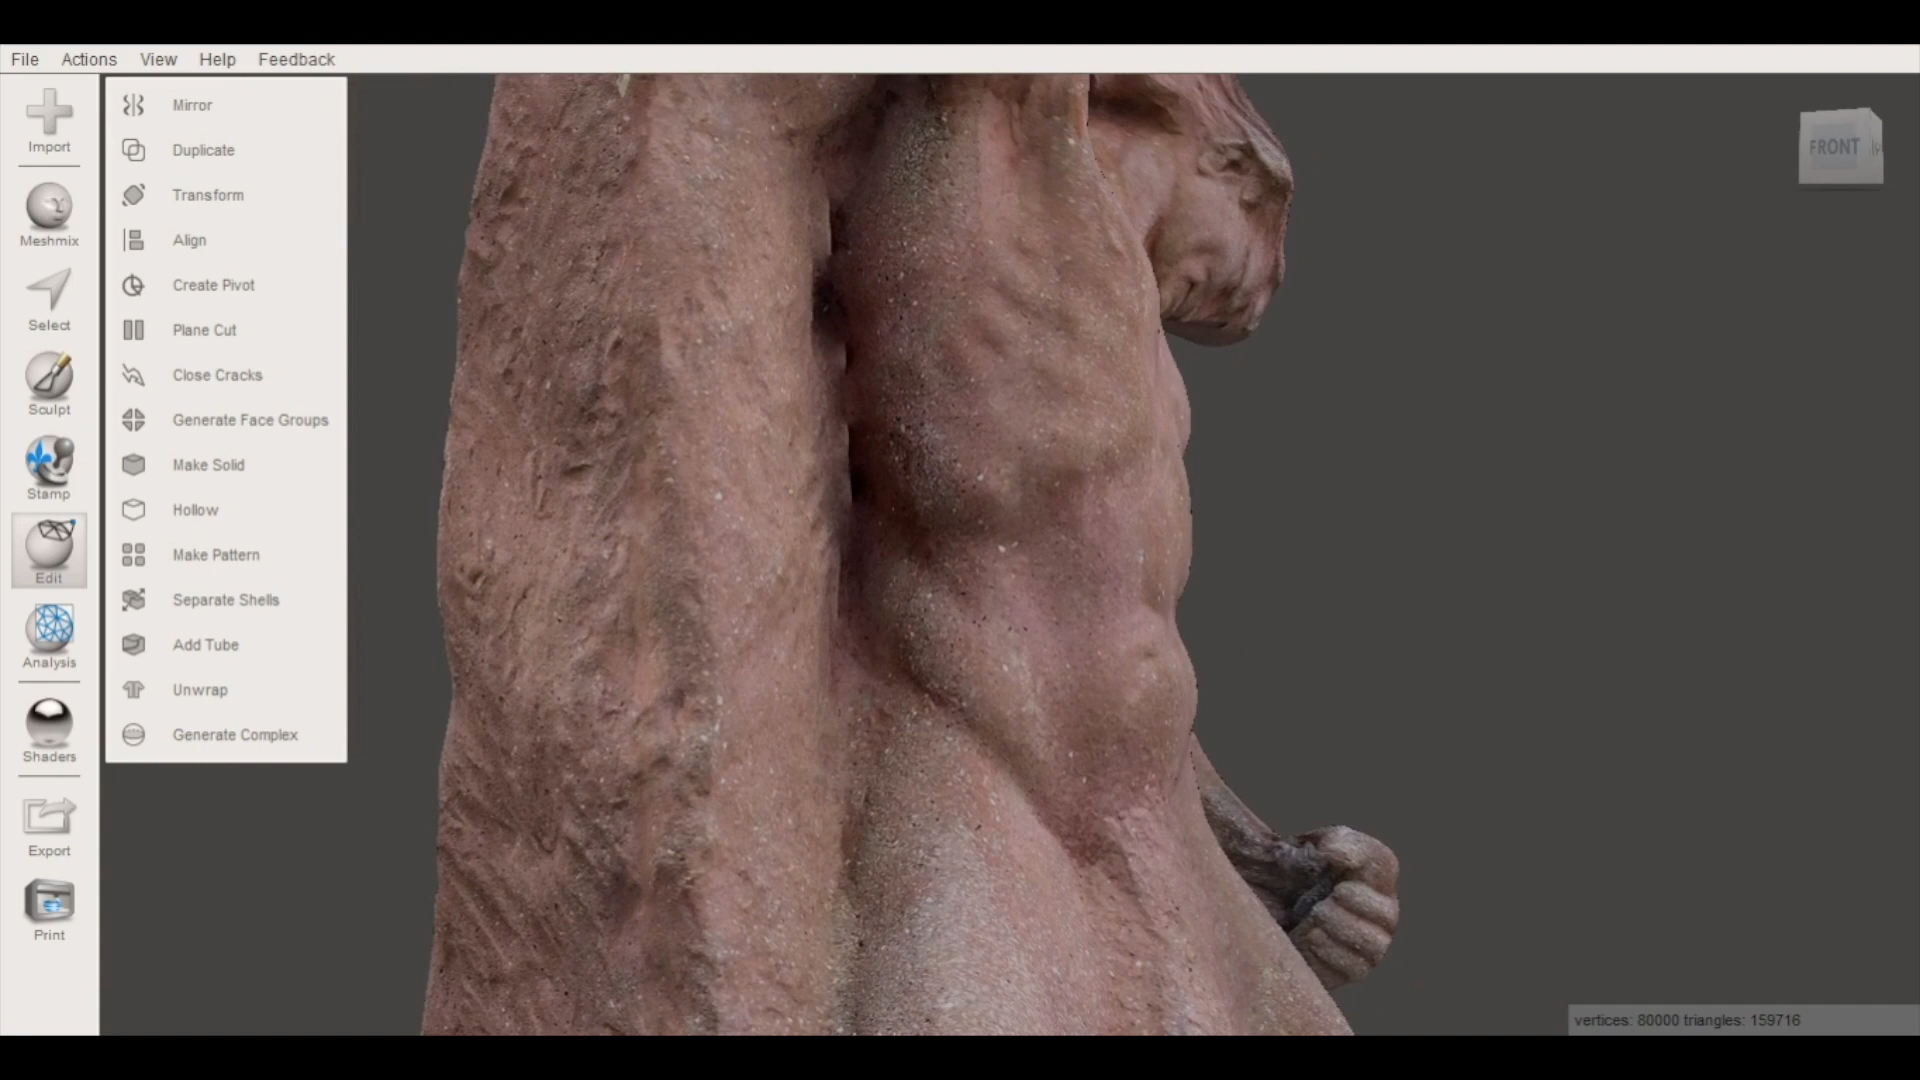 File Actions View Help Feedback
Import
Meshmix
Select
Sculpt
Stamp
Edit
Analysis
Shaders
Export
Print
Mirror
Duplicate
Transform
Align
Create Pivot
Plane Cut
Close Cracks
Generate Face Groups
Make Solid
Hollow
Make Pattern
Separate Shells
Add Tube
Unwrap
Generate Complex
FRONT
vertices: 80000 triangles: 159716